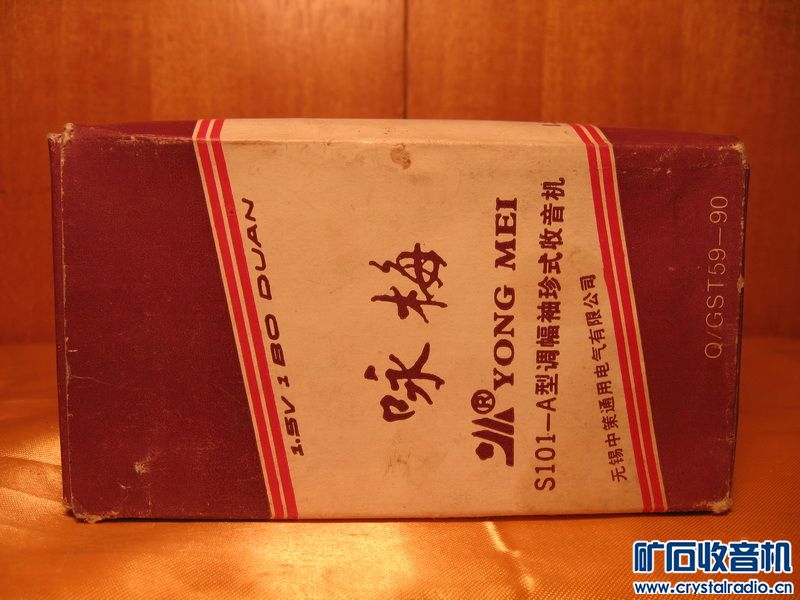 1.5V 1 BO DUAN
咏梅
®YONG MEI
S101-A型调幅袖珍式收音机
无锡中策通用电气有限公司
Q/GST59-90
矿石收音机
www.crystalradio.cn